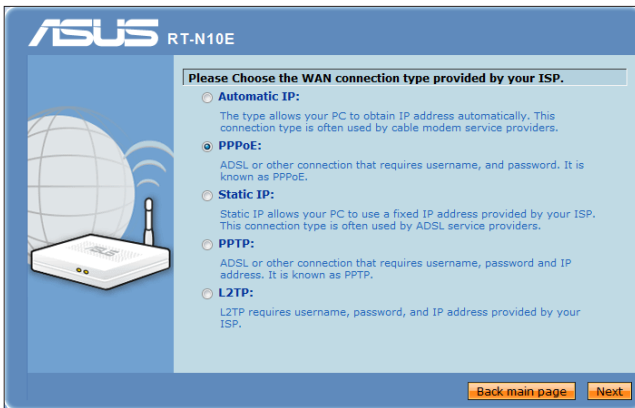 ASUS RT-N10E
Please Choose the WAN connection type provided by your ISP.
Automatic IP:
The type allows your PC to obtain IP address automatically. This
connection type is often used by cable modem service providers.
PPPoE:
ADSL or other connection that requires username, and password. It is
known as PPPoE.
Static IP:
Static IP allows your PC to use a fixed IP address provided by your ISP.
This connection type is often used by ADSL service providers.
PPTP:
ADSL or other connection that requires username, password and IP
address. It is known as PPTP.
L2TP:
L2TP requires username, password, and IP address provided by your
ISP.
ASUS
Back main page Next